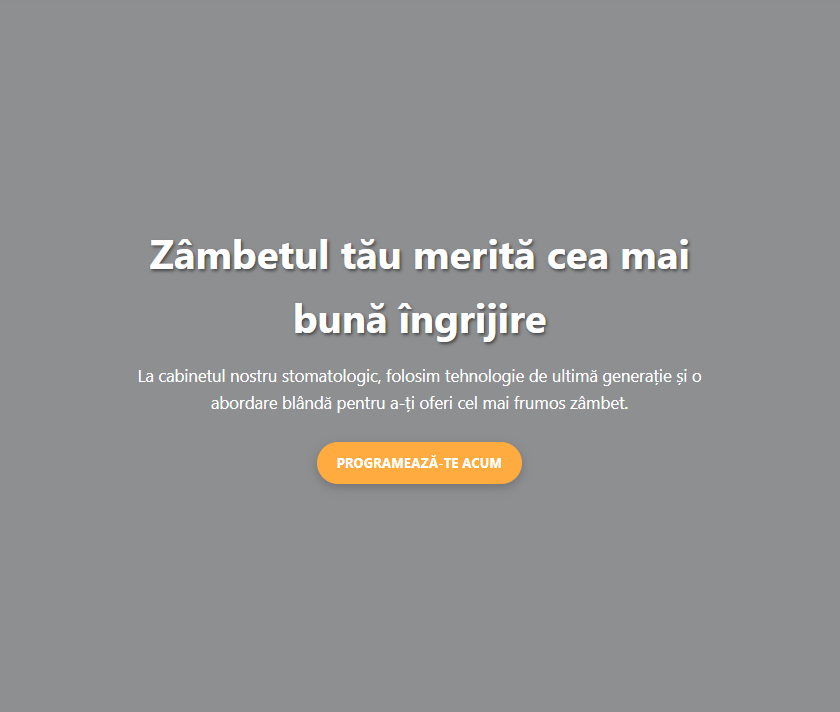 Zâmbetul tău merită cea mai
bună îngrijire
La cabinetul nostru stomatologic, folosim tehnologie de ultimă generație și o
abordare blândă pentru a-ți oferi cel mai frumos zâmbet.
PROGRAMEAZĂ-TE ACUM